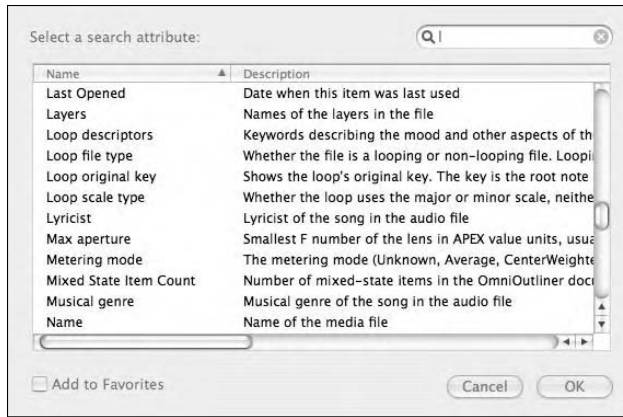 Select a search attribute:
Name Description
Last Opened Date when this item was last used
Layers Names of the layers in the file
Loop descriptors Keywords describing the mood and other aspects of th
Loop file type Whether the file is a looping or non-looping file. Loopi
Loop original key Shows the loop's original key. The key is the root note
Loop scale type Whether the loop uses the major or minor scale, neithe
Lyricist Lyricist of the song in the audio file
Max aperture Smallest F number of the lens in APEX value units, usua
Metering mode The metering mode (Unknown, Average, CenterWeighte
Mixed State Item Count Number of mixed-state items in the OmniOutliner docu
Musical genre Musical genre of the song in the audio file
Name Name of the media file
Add to Favorites Cancel OK